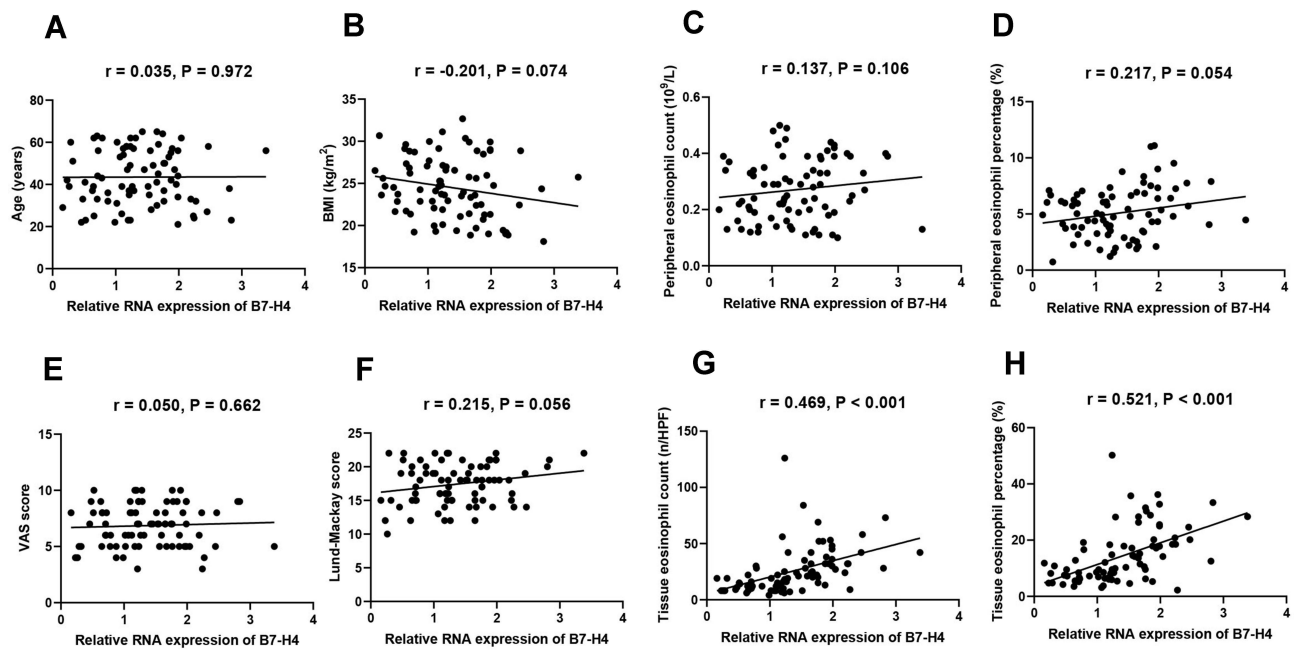 A
r = 0.035, P = 0.972
Age (years)
80
60
40
20
0
0 1 2 3 4
Relative RNA expression of B7-H4
B
r = -0.201, P = 0.074
BMI (kg/m²)
35
30
25
20
15
0 1 2 3 4
Relative RNA expression of B7-H4
C
r = 0.137, P = 0.106
Peripheral eosinophil count (10⁹/L)
0.6
0.4
0.2
0.0
0 1 2 3 4
Relative RNA expression of B7-H4
D
r = 0.217, P = 0.054
Peripheral eosinophil percentage (%)
15
10
5
0
0 1 2 3 4
Relative RNA expression of B7-H4
E
r = 0.050, P = 0.662
VAS score
15
10
5
0
0 1 2 3 4
Relative RNA expression of B7-H4
F
r = 0.215, P = 0.056
Lund-Mackay score
25
20
15
10
5
0
0 1 2 3 4
Relative RNA expression of B7-H4
G
r = 0.469, P < 0.001
Tissue eosinophil count (n/HPF)
150
100
50
0
0 1 2 3 4
Relative RNA expression of B7-H4
H
r = 0.521, P < 0.001
Tissue eosinophil percentage (%)
60
40
20
0
0 1 2 3 4
Relative RNA expression of B7-H4